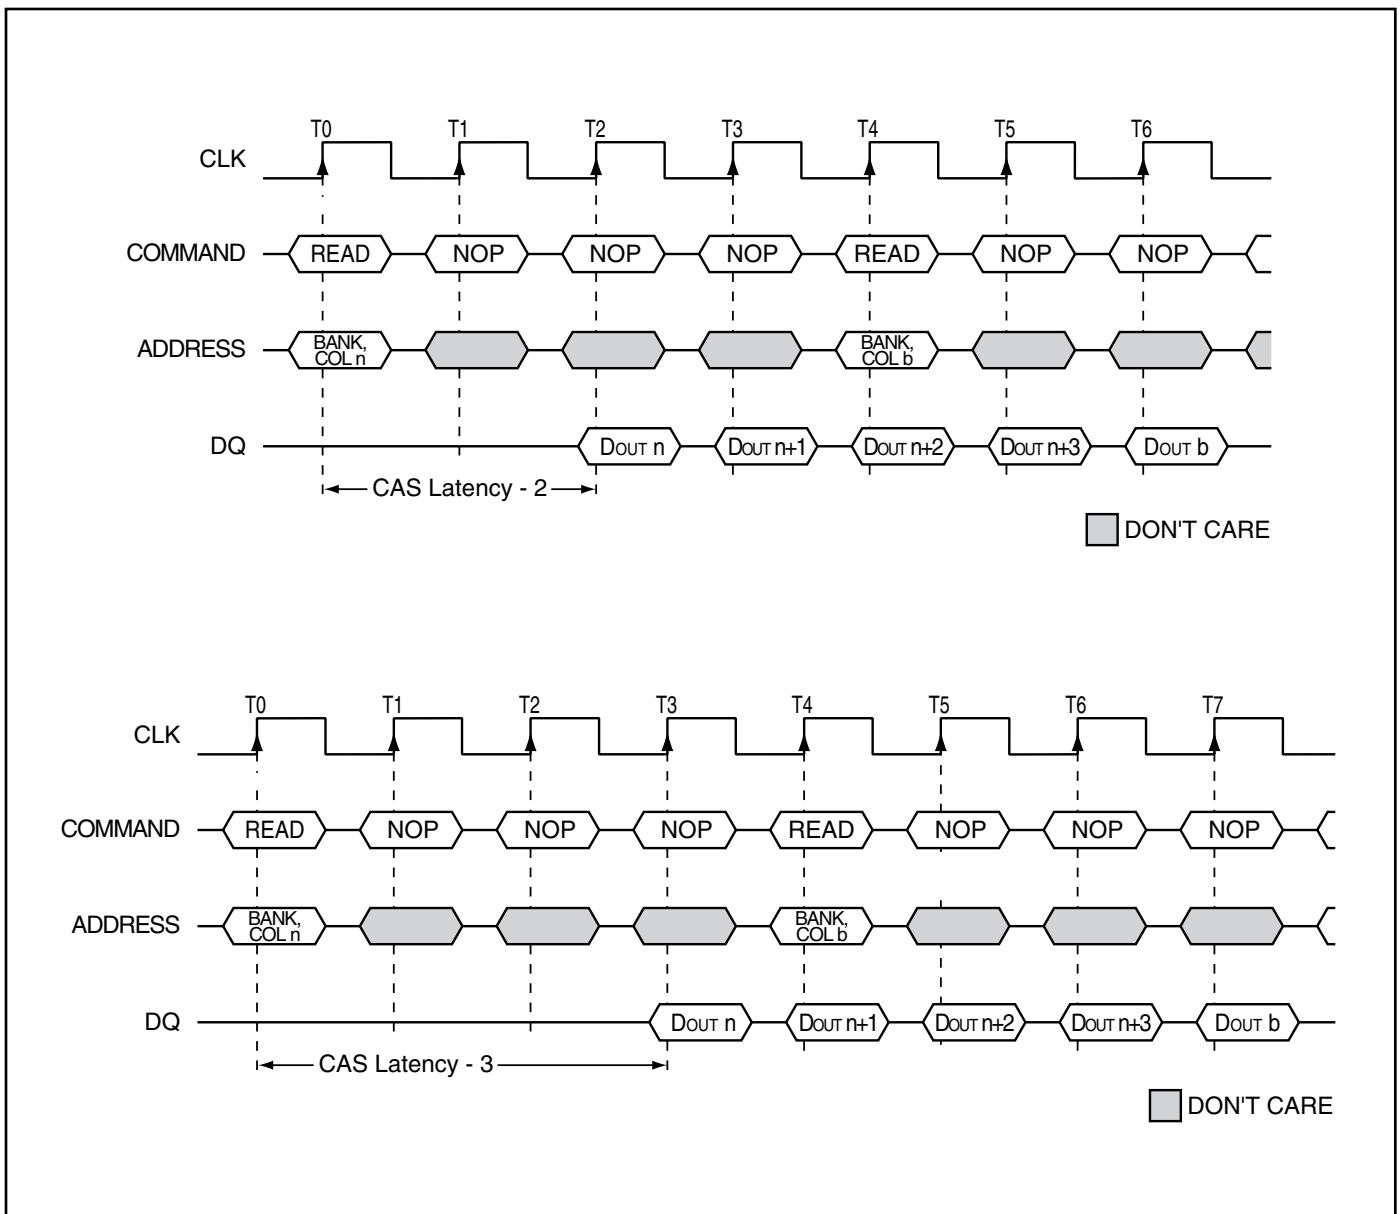 T0 T1 T2 T3 T4 T5 T6
CLK
COMMAND READ NOP NOP NOP READ NOP NOP
ADDRESS BANK, COL n BANK, COL b
DQ DOUT n DOUT n+1 DOUT n+2 DOUT n+3 DOUT b
CAS Latency - 2
DON'T CARE
T0 T1 T2 T3 T4 T5 T6 T7
CLK
COMMAND READ NOP NOP NOP READ NOP NOP NOP
ADDRESS BANK, COL n BANK, COL b
DQ DOUT n DOUT n+1 DOUT n+2 DOUT n+3 DOUT b
CAS Latency - 3
DON'T CARE